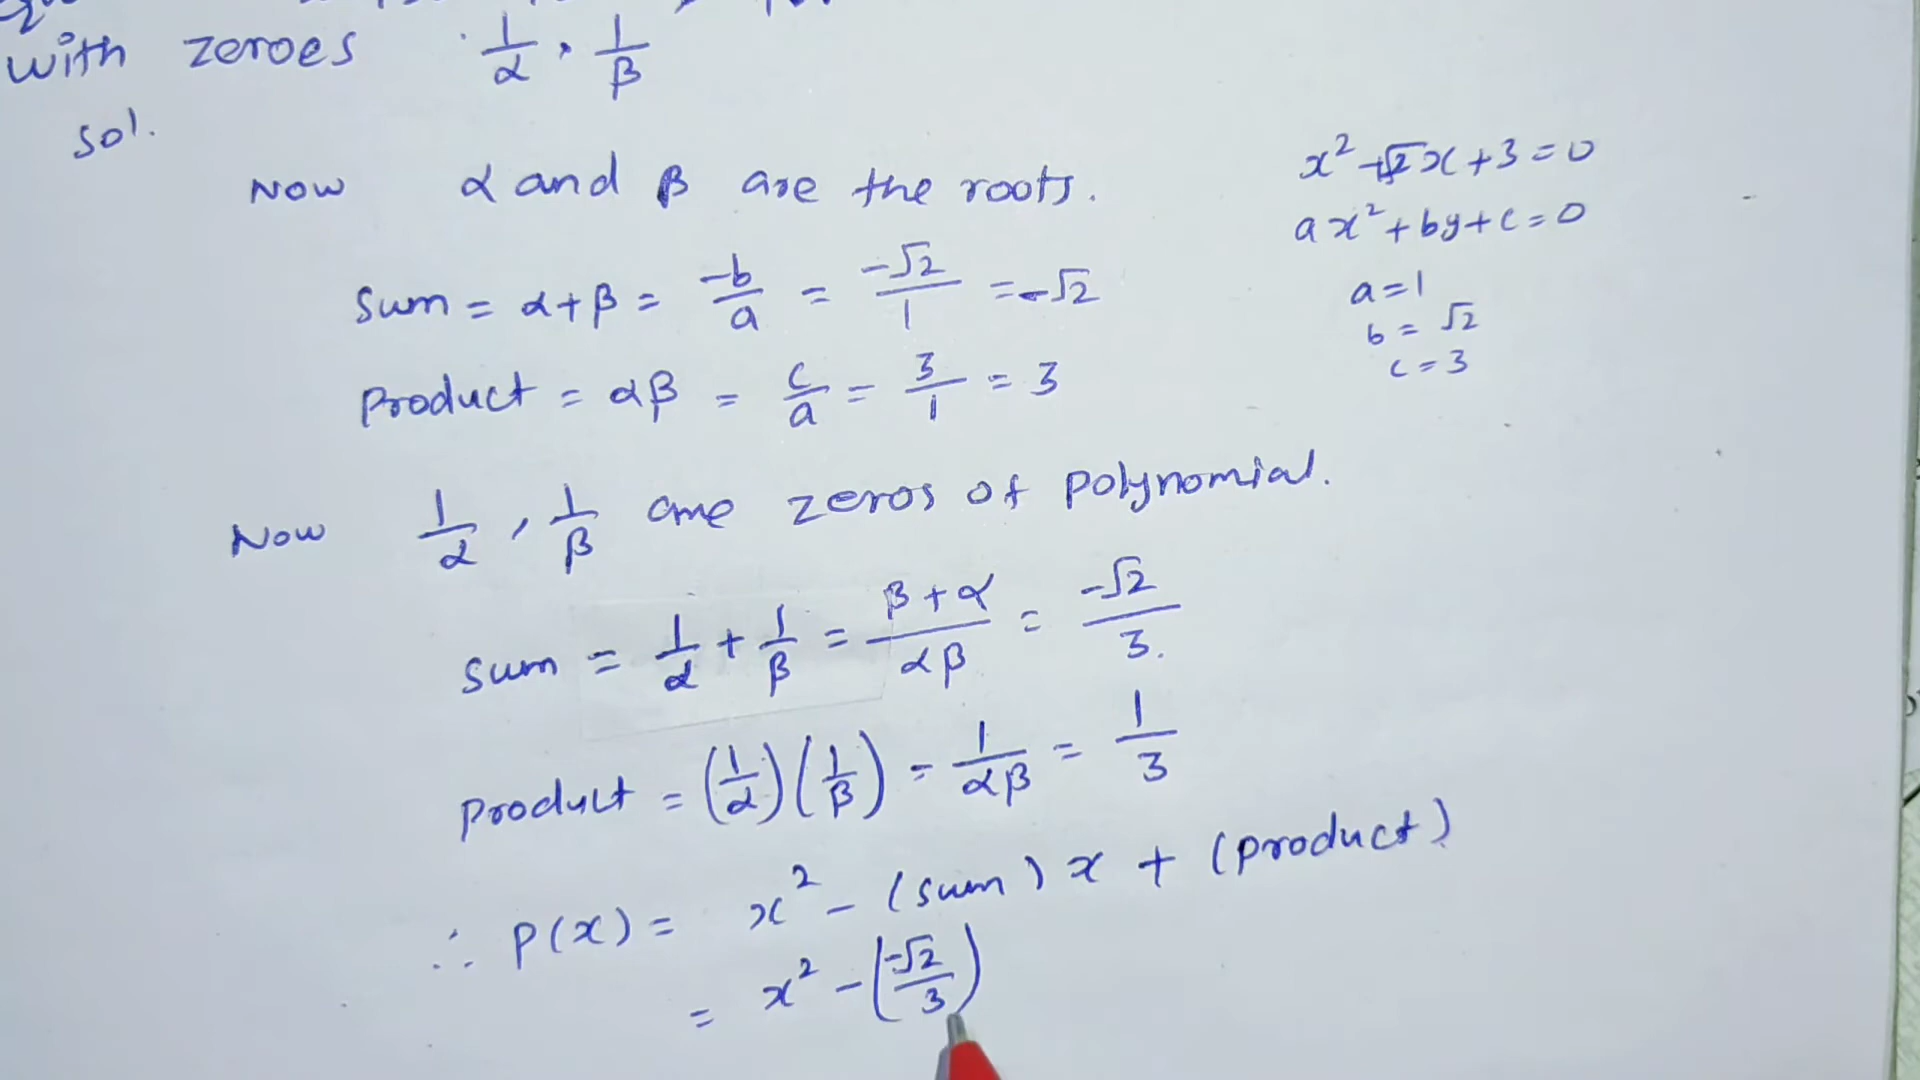 with zeroes 1/α , 1/β
Sol.
Now α and β are the roots.
x² + √2x + 3 = 0
ax² + by + c = 0
a = 1
b = √2
c = 3
Sum = α + β = -b/a = -√2/1 = -√2
Product = αβ = c/a = 3/1 = 3
Now 1/α , 1/β are zeros of polynomial.
Sum = 1/α + 1/β = β + α/αβ = -√2/3.
product = (1/α)(1/β) = 1/αβ = 1/3
∴ P(x) = x² - (sum)x + (product)
= x² - (-√2/3)